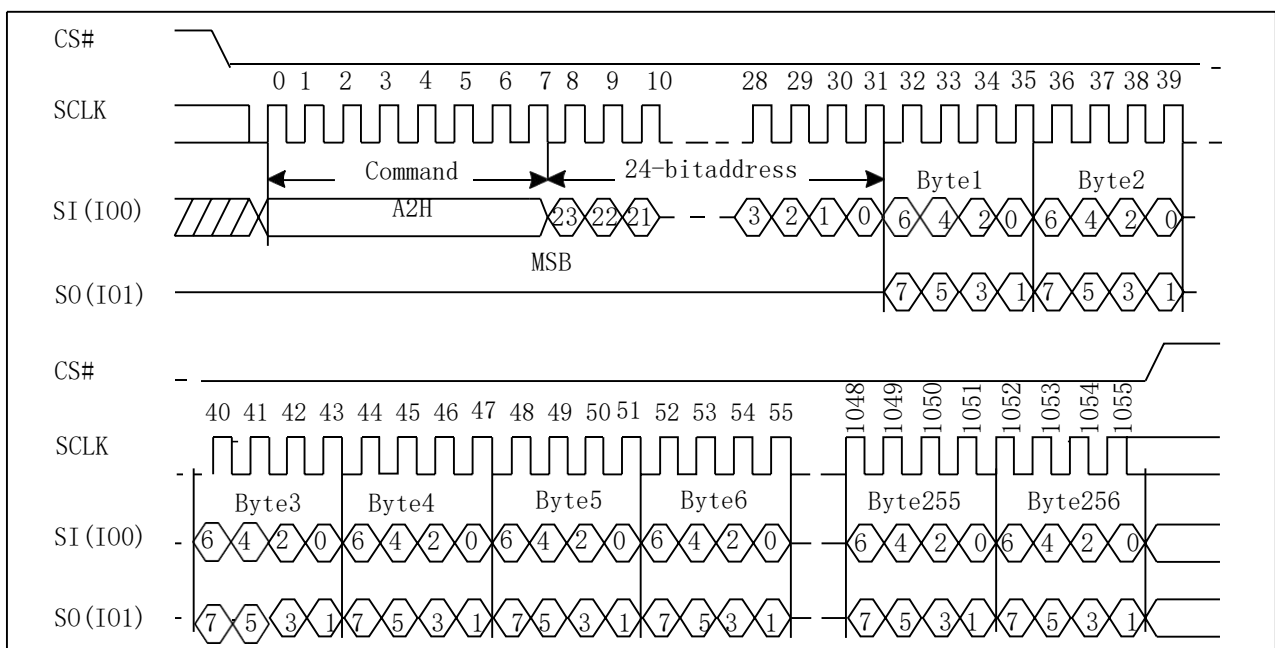 CS#
0 1 2 3 4 5 6 7 8 9 10 28 29 30 31 32 33 34 35 36 37 38 39
SCLK
Command 24-bitaddress Byte1 Byte2
SI(IO0) A2H 23 22 21 3 2 1 0 6 4 2 0 6 4 2 0
MSB
SO(IO1) 7 5 3 1 7 5 3 1
CS#
40 41 42 43 44 45 46 47 48 49 50 51 52 53 54 55 1048 1049 1050 1051 1052 1053 1054 1055
SCLK
Byte3 Byte4 Byte5 Byte6 Byte255 Byte256
SI(IO0) 6 4 2 0 6 4 2 0 6 4 2 0 6 4 2 0 6 4 2 0 6 4 2 0
SO(IO1) 7 5 3 1 7 5 3 1 7 5 3 1 7 5 3 1 7 5 3 1 7 5 3 1